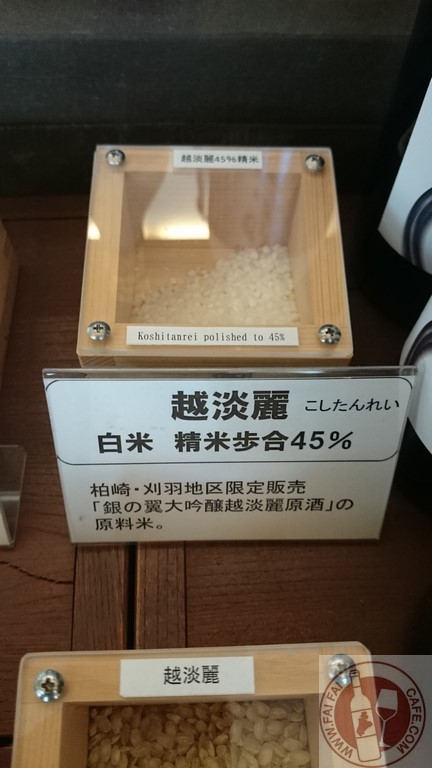 越淡麗45%精米
Koshitanrei polished to 45%
越淡麗 こしたんれい
白米 精米歩合45%
柏崎・刈羽地区限定販売
「銀の翼大吟醸越淡麗原酒」の
原料米。
越淡麗
WWW.FAIFAICAFE.COM